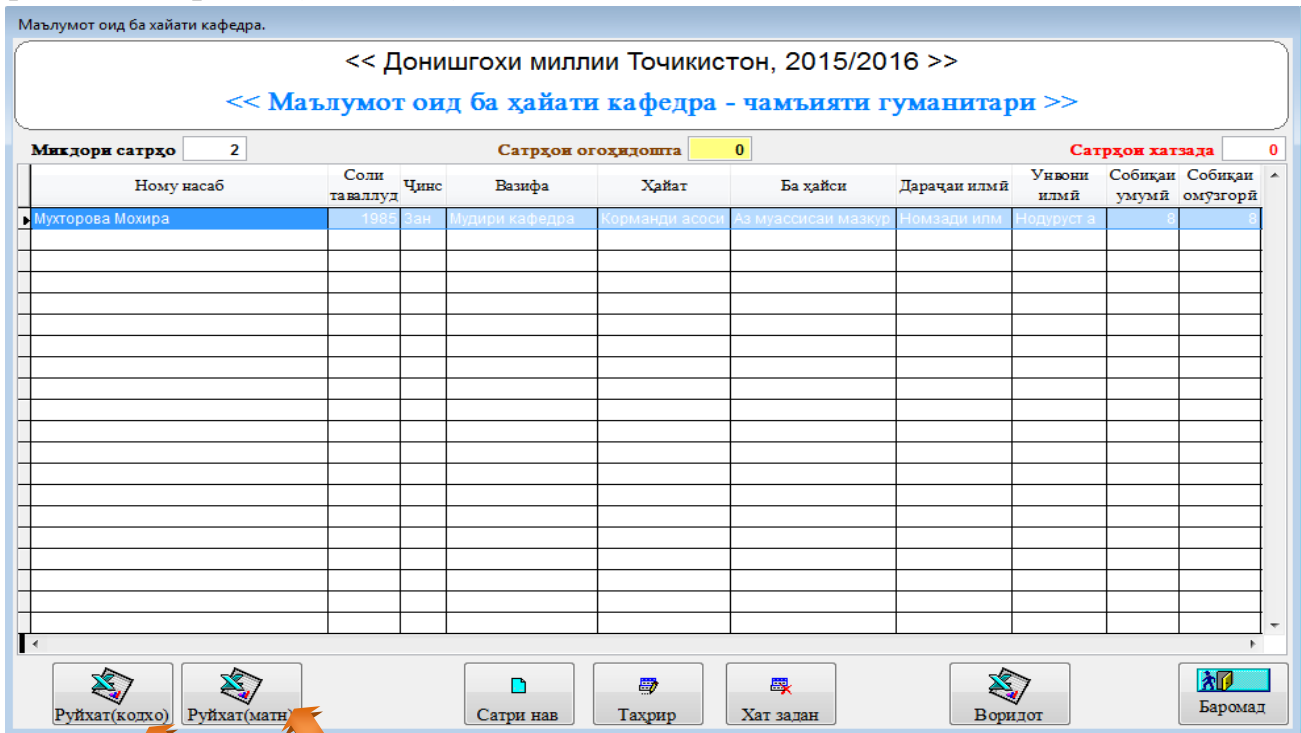 Маълумот оид ба хайати кафедра.
<< Донишгохи миллии Точикистон, 2015/2016 >>
<< Маълумот оид ба ҳайати кафедра - чамъияти гуманитари >>
Микдори сатрҳо 2 Сатрҳои огоҳидошта 0 Сатрҳои хатзада 0
Ному насаб Соли таваллуд Ҷинс Вазифа Ҳайат Ба ҳайси Дараҷаи илмӣ Унвони илмӣ Собиқаи умумӣ Собиқаи омӯзгорӣ
Мухторова Мохира 1985 Зан Мудири кафедра Корманди асоси Аз муассисаи мазкур Номзади илм Нодуруст а 8 8
Руйхат(кодхо) Руйхат(матн) Сатри нав Таҳрир Хат задан Воридот Баромад